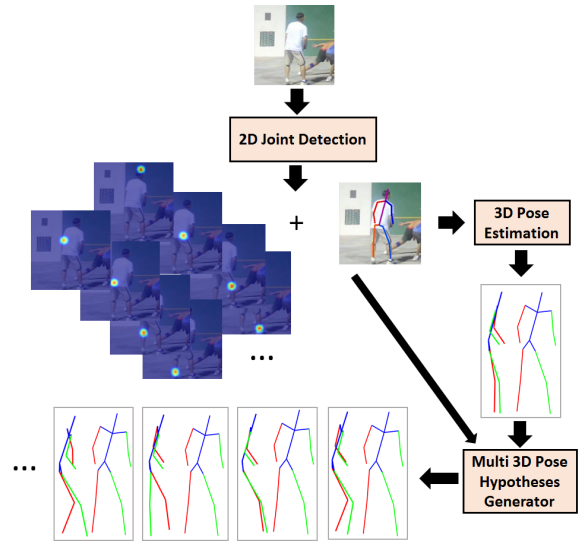 2D Joint Detection
+
3D Pose
Estimation
...
...
Multi 3D Pose
Hypotheses
Generator